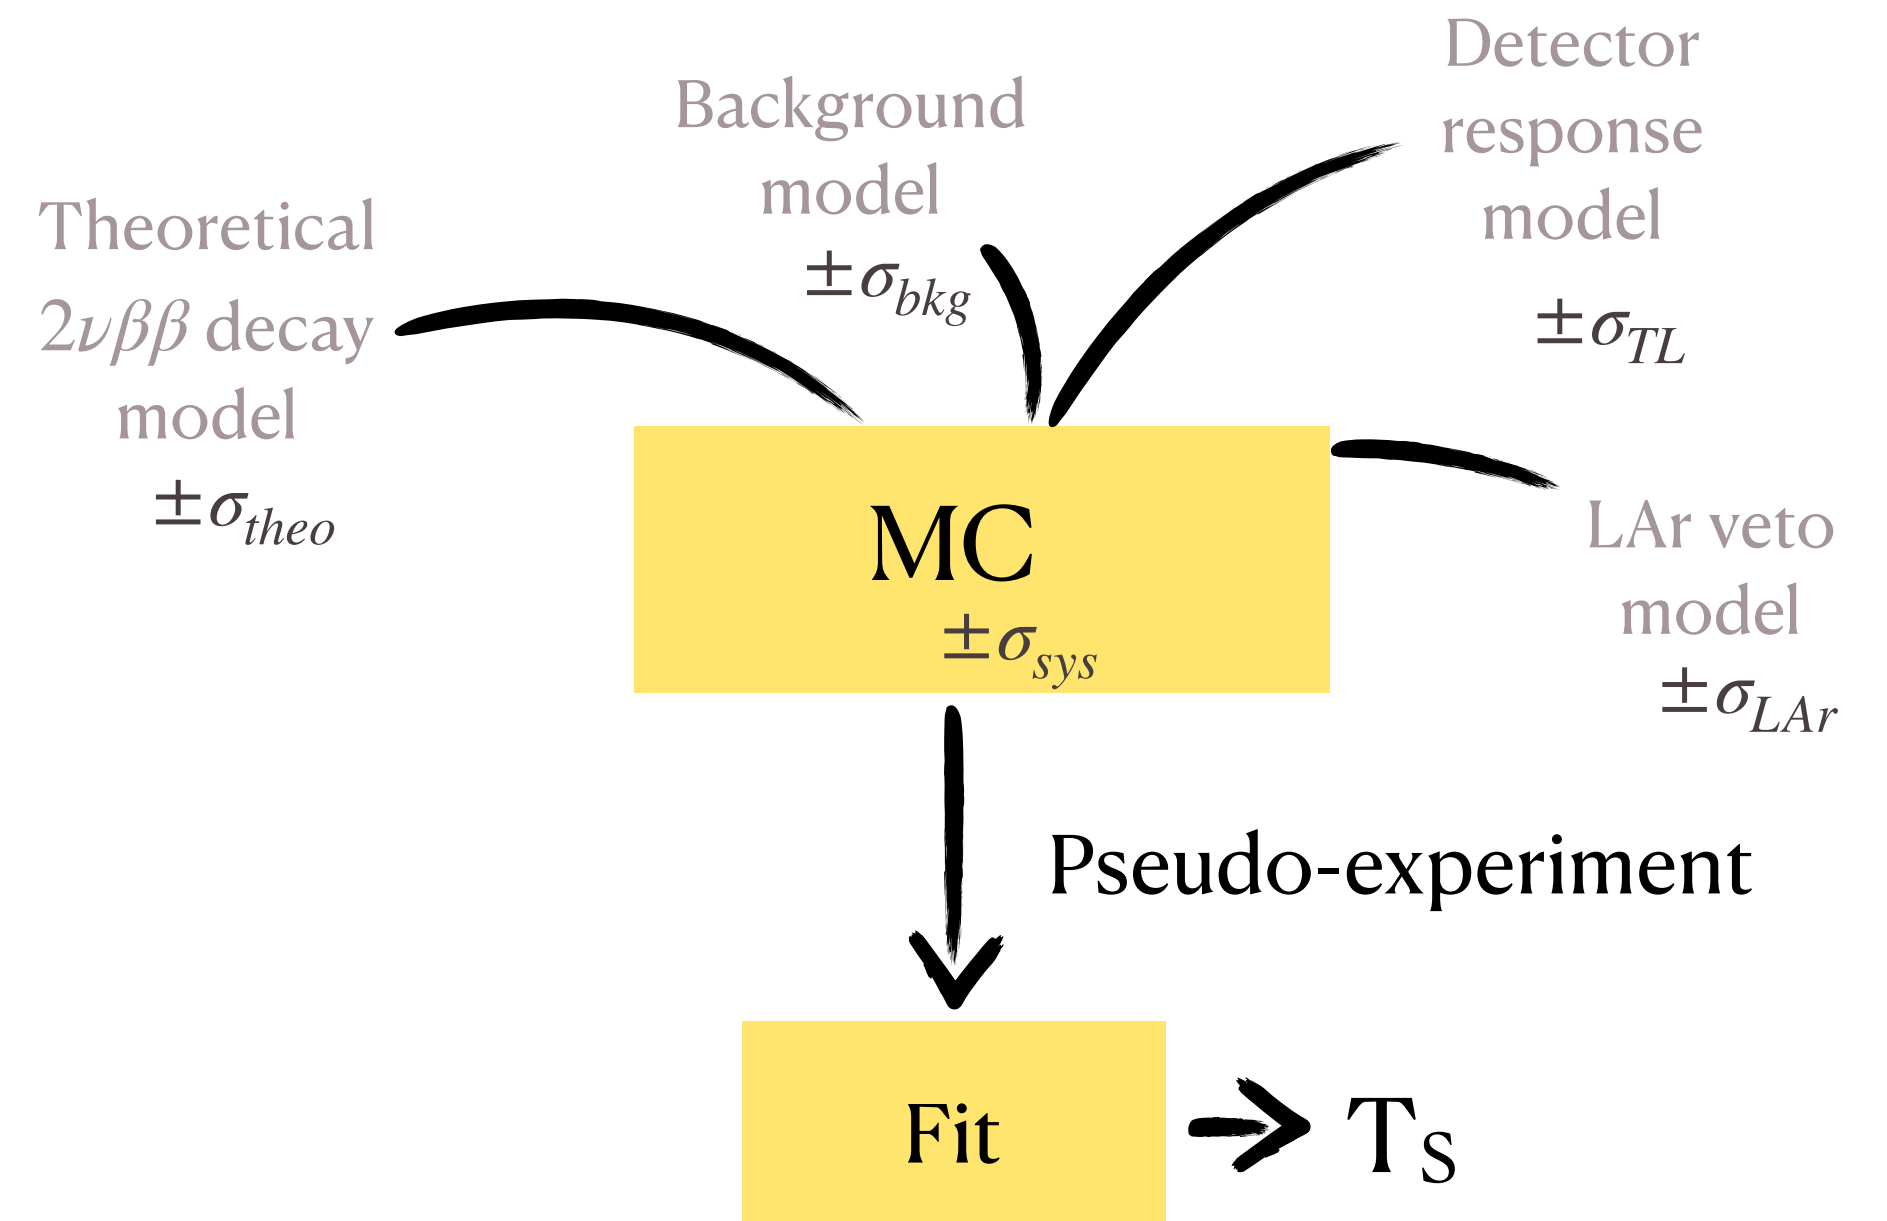 Theoretical
2νββ decay
model
±σ_theo
Background
model
±σ_bkg
Detector
response
model
±σ_TL
LAr veto
model
±σ_LAr
MC
±σ_sys
Pseudo-experiment
Fit
T_S